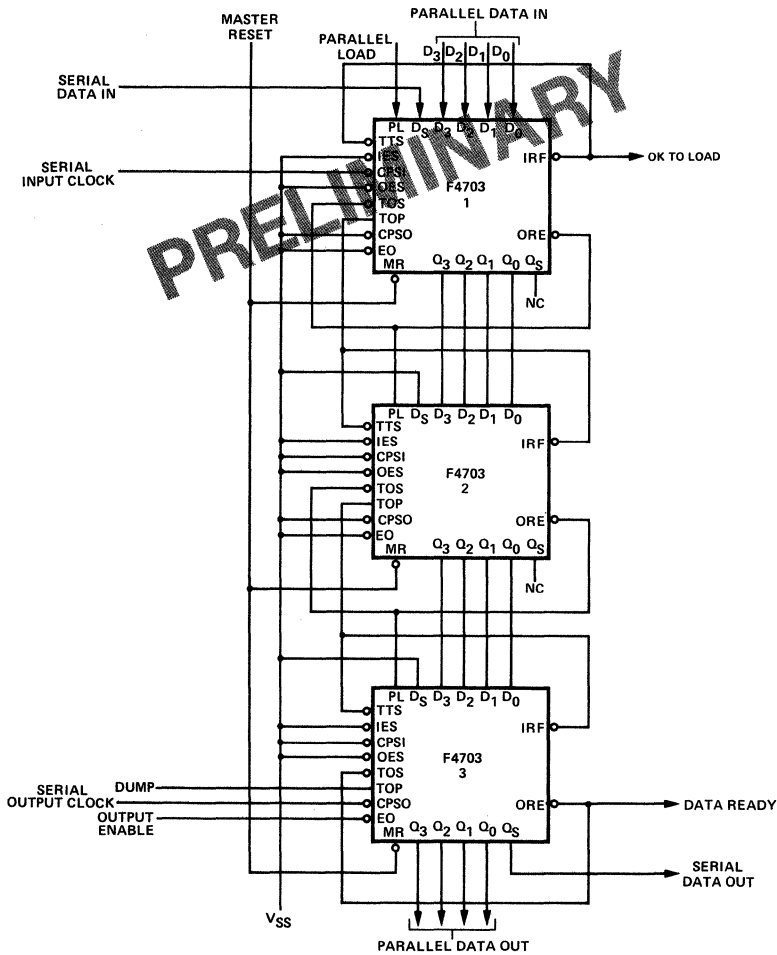 MASTER
RESET
PARALLEL DATA IN
PARALLEL
LOAD
D3 D2 D1 D0
SERIAL
DATA IN
PRELIMINARY
PL DS D3 D2 D1 D0
TTS
IES
IRF
OK TO LOAD
SERIAL
INPUT CLOCK
CPSI
OES
F4703
1
TOS
TOP
CPSO
ORE
EO
MR
Q3 Q2 Q1 Q0 QS
NC
PL DS D3 D2 D1 D0
TTS
IES
IRF
CPSI
OES
F4703
2
TOS
TOP
CPSO
ORE
EO
MR
Q3 Q2 Q1 Q0 QS
NC
PL DS D3 D2 D1 D0
TTS
IES
IRF
CPSI
OES
F4703
3
TOS
DUMP
TOP
SERIAL
OUTPUT CLOCK
CPSO
ORE
DATA READY
OUTPUT
ENABLE
EO
MR
Q3 Q2 Q1 Q0 QS
SERIAL
DATA OUT
VSS
PARALLEL DATA OUT